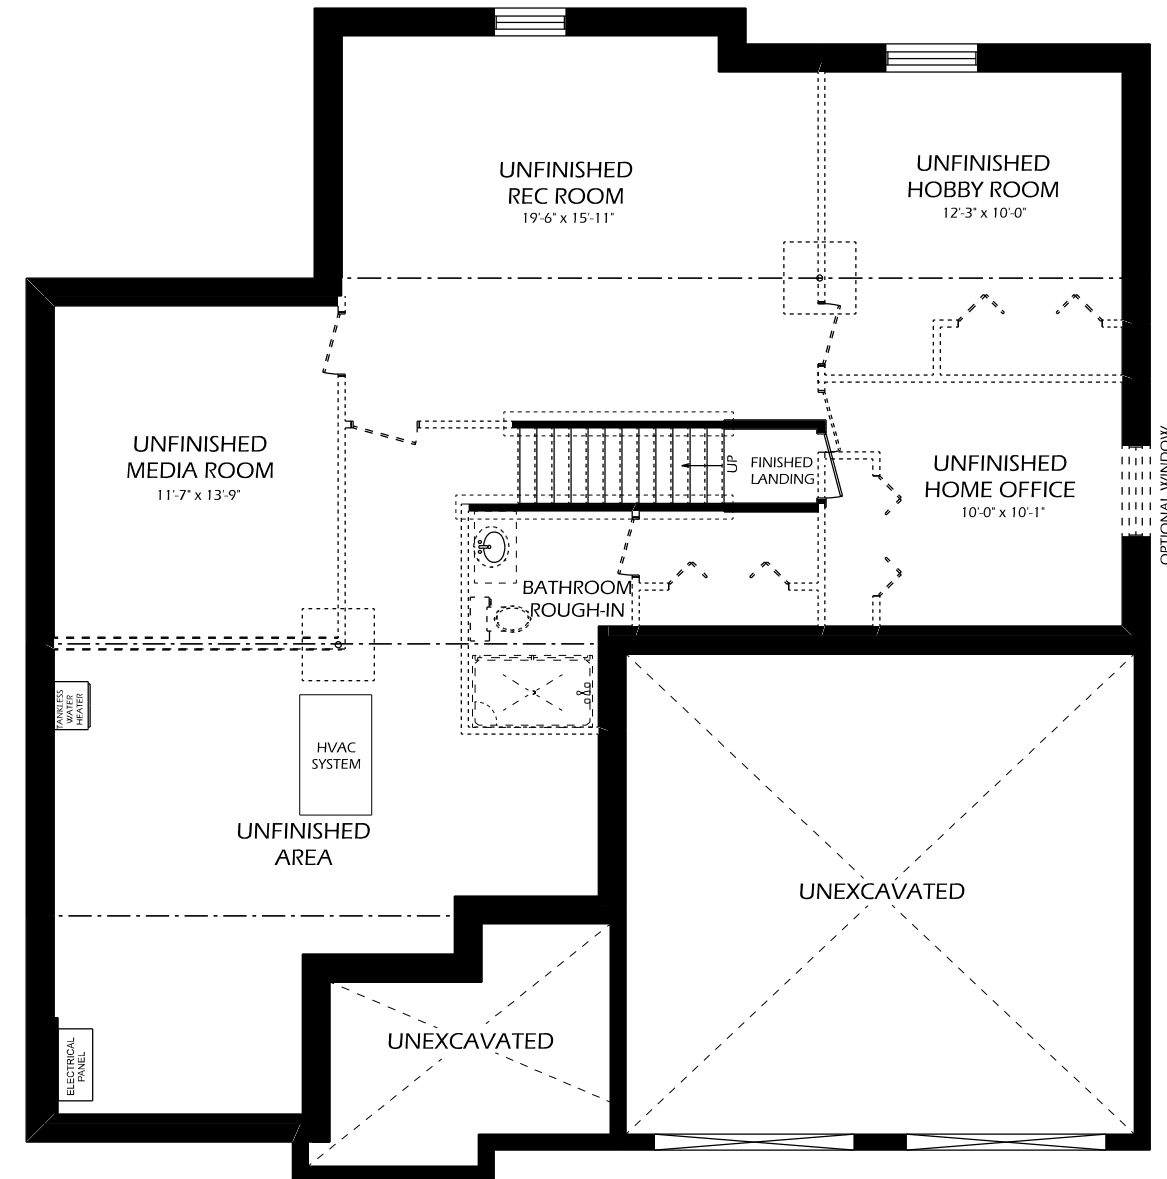 UNFINISHED
REC ROOM
19'-6" x 15'-11"
UNFINISHED
HOBBY ROOM
12'-3" x 10'-0"
UNFINISHED
MEDIA ROOM
11'-7" x 13'-9"
UP
FINISHED
LANDING
UNFINISHED
HOME OFFICE
10'-0" x 10'-1"
OPTIONAL WINDOW
BATHROOM
ROUGH-IN
TANKLESS
WATER
HEATER
HVAC
SYSTEM
UNFINISHED
AREA
UNEXCAVATED
UNEXCAVATED
ELECTRICAL
PANEL